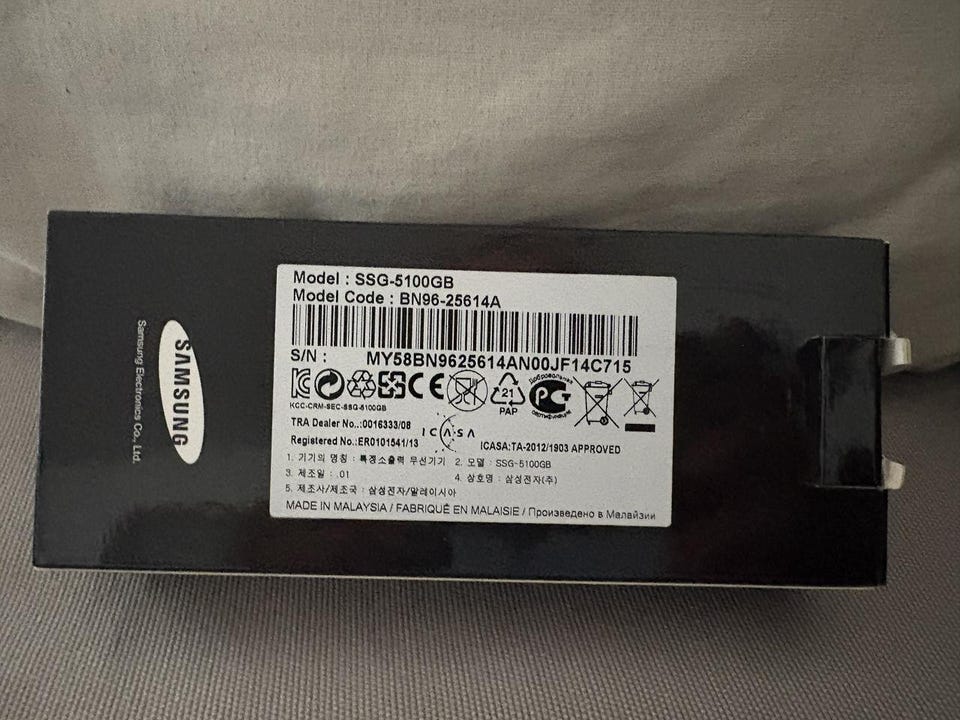 SAMSUNG
Samsung Electronics Co., Ltd.
Model : SSG-5100GB
Model Code : BN96-25614A
S/N : MY58BN9625614AN00JF14C715
CE
21
PAP
Добровольная
РСТ
сертификация
KCC-CRM-SEC-SSG-5100GB
TRA Dealer No.:0016333/08
Registered No.:ER0101541/13
ICASA
ICASA:TA-2012/1903 APPROVED
1. 기기의 명칭 : 특정소출력 무선기기 2. 모델 : SSG-5100GB
3. 제조일 : .01 4. 상호명 : 삼성전자(주)
5. 제조사/제조국 : 삼성전자/말레이시아
MADE IN MALAYSIA / FABRIQUÉ EN MALAISIE / Произведено в Малайзии